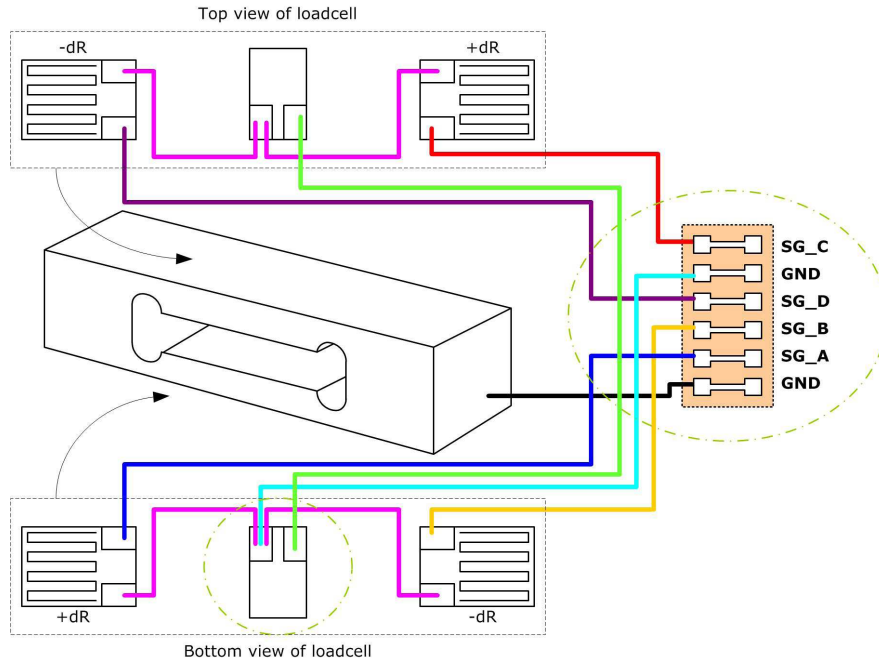 Top view of loadcell
-dR
+dR
SG_C
GND
SG_D
SG_B
SG_A
GND
+dR
-dR
Bottom view of loadcell